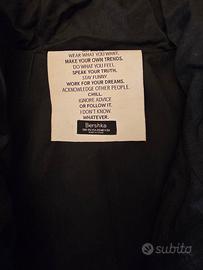 WEAR WHAT YOU WANT.
MAKE YOUR OWN TRENDS.
DO WHAT YOU FEEL.
SPEAK YOUR TRUTH.
STAY FUNNY
WORK FOR YOUR DREAMS.
ACKNOWLEDGE OTHER PEOPLE.
CHILL.
IGNORE ADVICE
OR FOLLOW IT.
I DON'T KNOW.
WHATEVER.
Bershka
subito